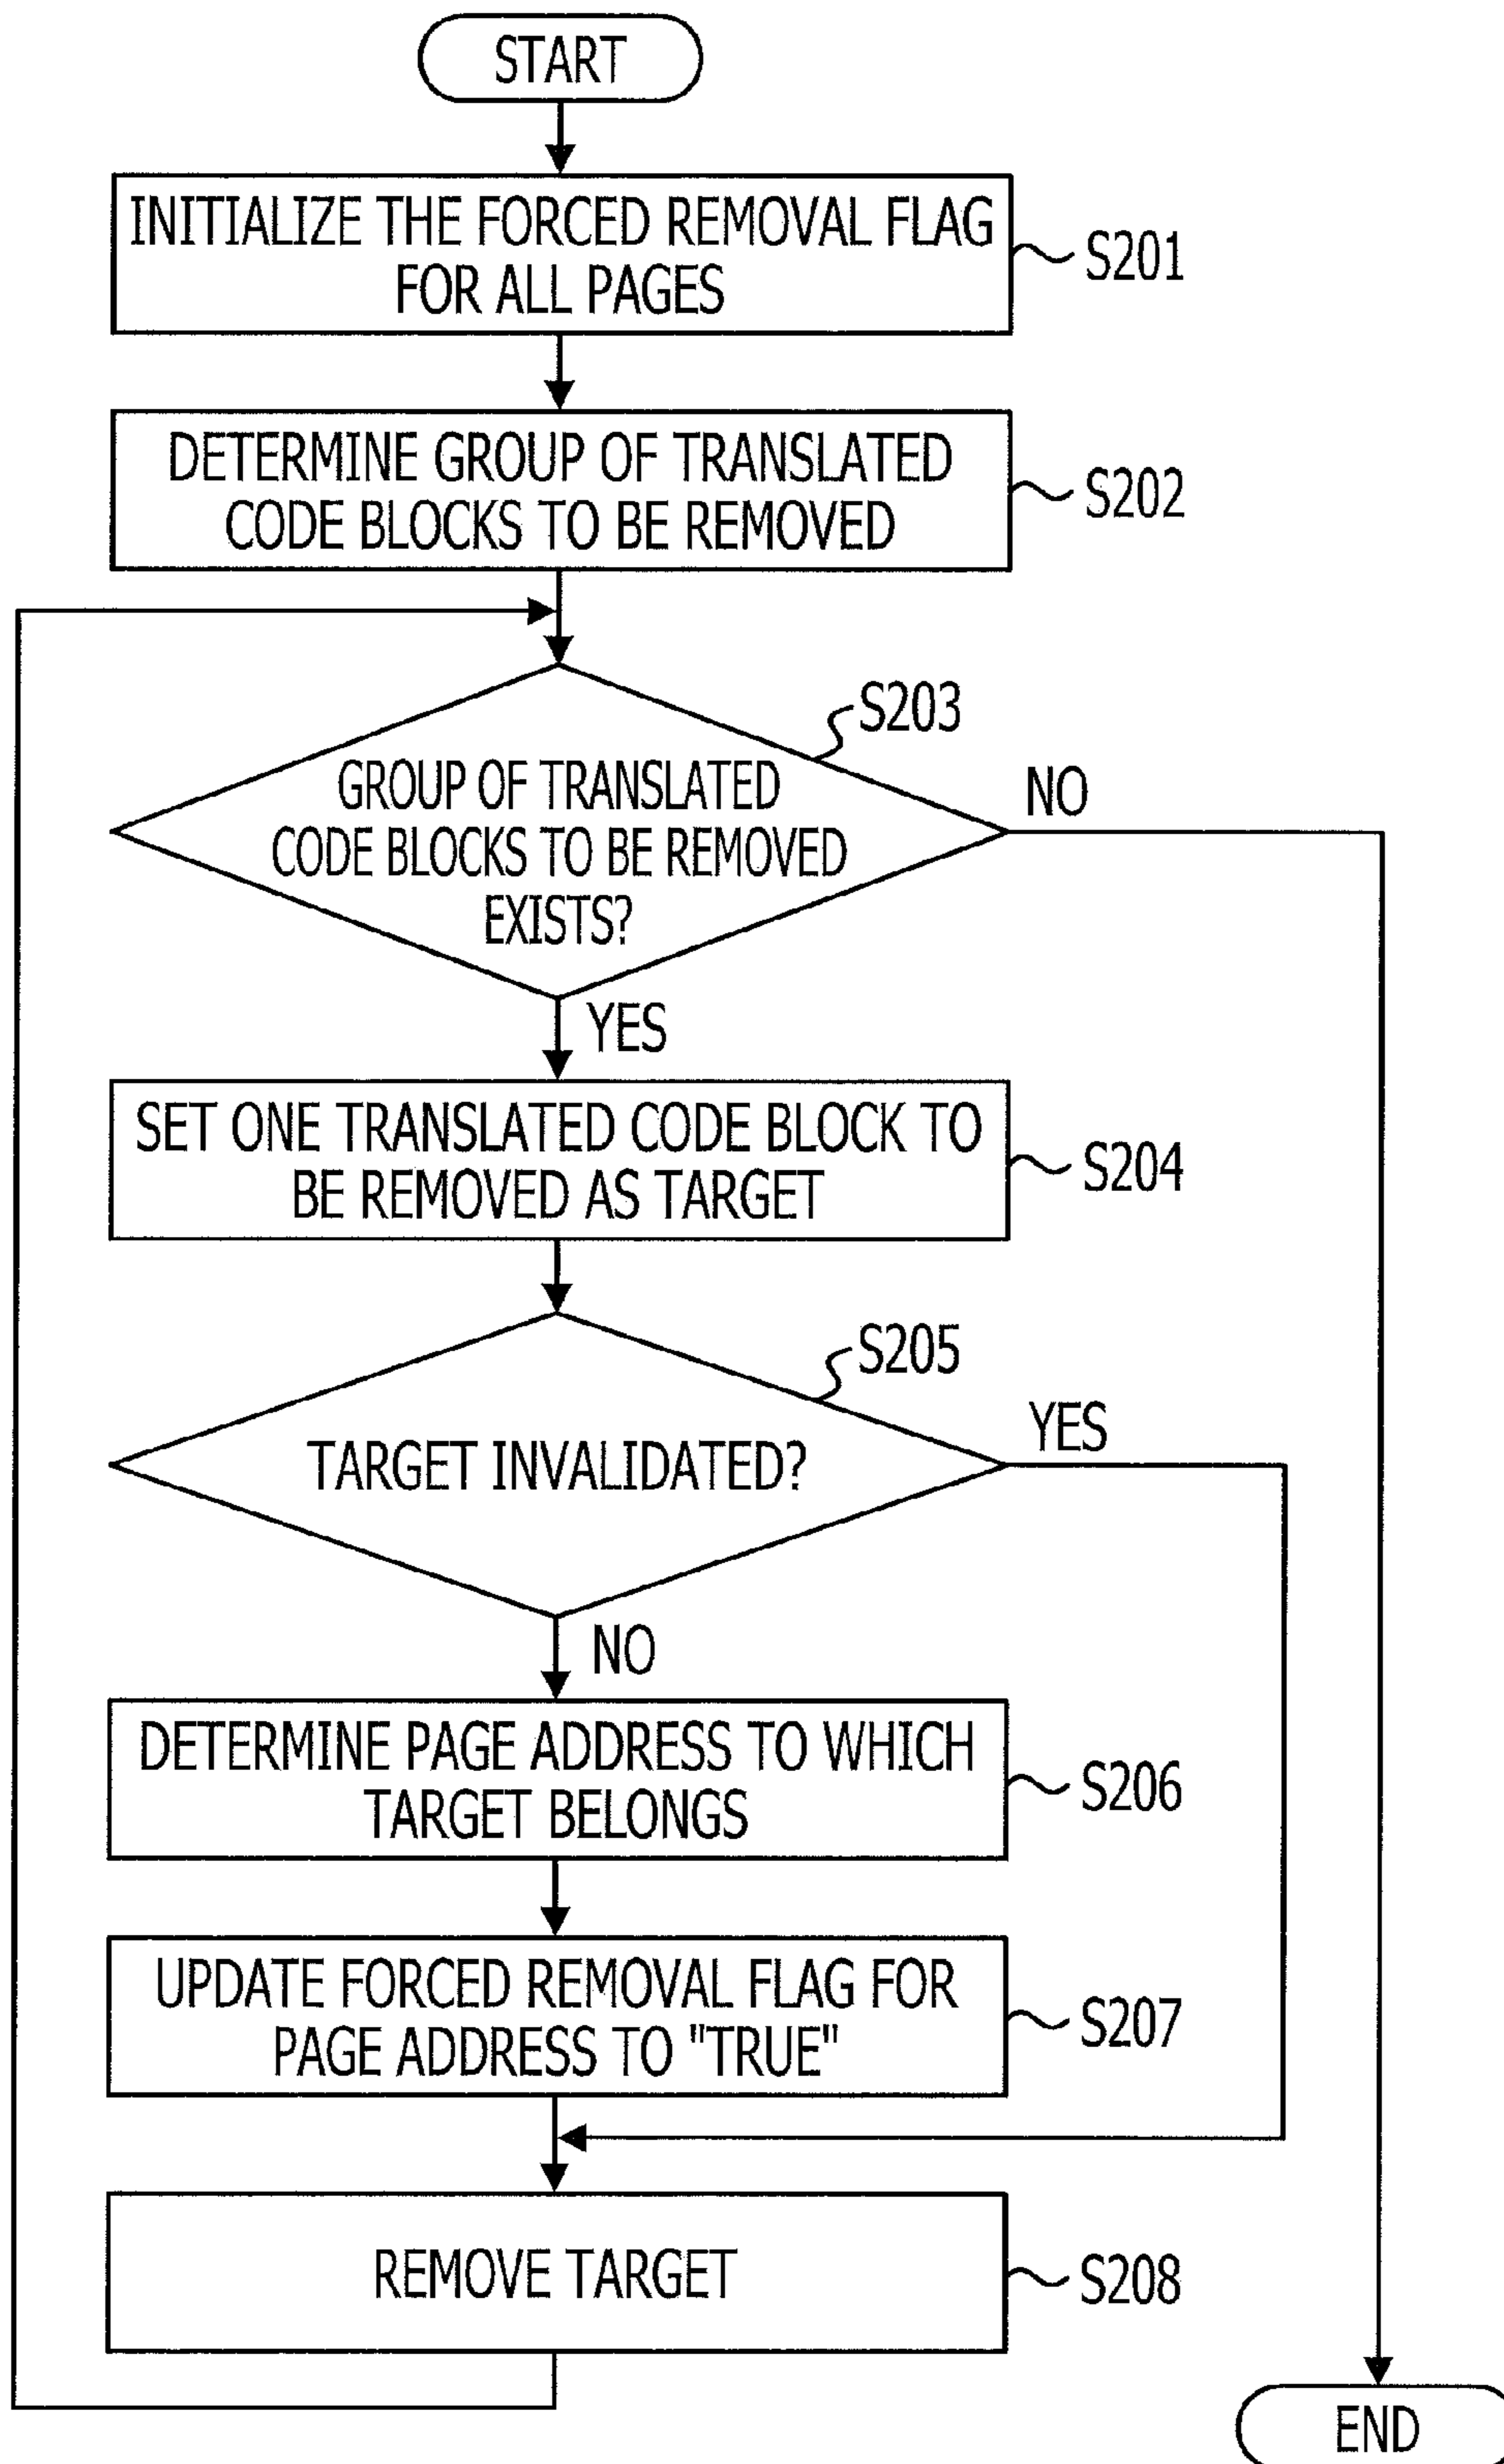 START
INITIALIZE THE FORCED REMOVAL FLAG
FOR ALL PAGES
S201
DETERMINE GROUP OF TRANSLATED
CODE BLOCKS TO BE REMOVED
S202
S203
GROUP OF TRANSLATED
CODE BLOCKS TO BE REMOVED
EXISTS?
NO
YES
SET ONE TRANSLATED CODE BLOCK TO
BE REMOVED AS TARGET
S204
S205
TARGET INVALIDATED?
YES
NO
DETERMINE PAGE ADDRESS TO WHICH
TARGET BELONGS
S206
UPDATE FORCED REMOVAL FLAG FOR
PAGE ADDRESS TO "TRUE"
S207
REMOVE TARGET
S208
END